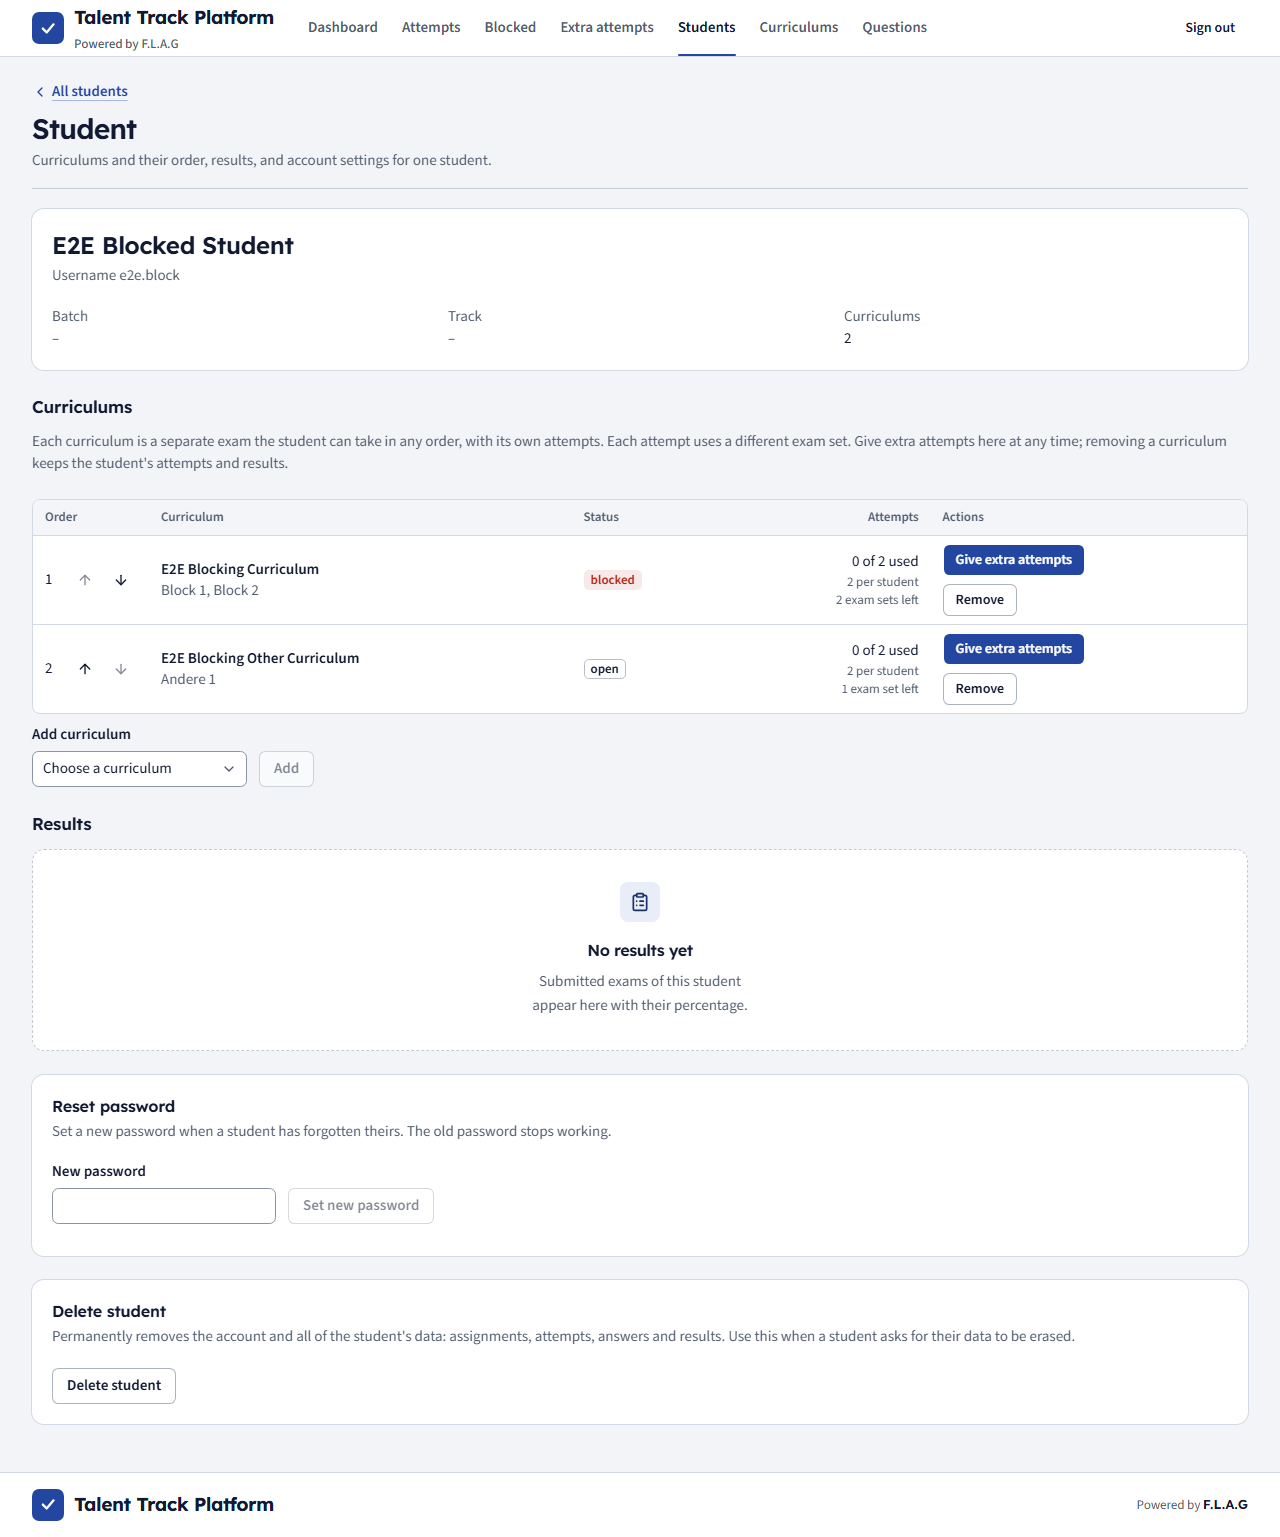 Talent Track Platform
Powered by F.L.A.G
Dashboard
Attempts
Blocked
Extra attempts
Students
Curriculums
Questions
Sign out
All students
Student
Curriculums and their order, results, and account settings for one student.
E2E Blocked Student
Username e2e.block
Batch
Track
Curriculums
–
–
2
Curriculums
Each curriculum is a separate exam the student can take in any order, with its own attempts. Each attempt uses a different exam set. Give extra attempts here at any time; removing a curriculum
keeps the student's attempts and results.
Order
Curriculum
Status
Attempts
Actions
1
E2E Blocking Curriculum
Block 1, Block 2
blocked
0 of 2 used
2 per student
2 exam sets left
Give extra attempts
Remove
2
E2E Blocking Other Curriculum
Andere 1
open
0 of 2 used
2 per student
1 exam set left
Give extra attempts
Remove
Add curriculum
Choose a curriculum
Add
Results
No results yet
Submitted exams of this student
appear here with their percentage.
Reset password
Set a new password when a student has forgotten theirs. The old password stops working.
New password
Set new password
Delete student
Permanently removes the account and all of the student's data: assignments, attempts, answers and results. Use this when a student asks for their data to be erased.
Delete student
Talent Track Platform
Powered by F.L.A.G